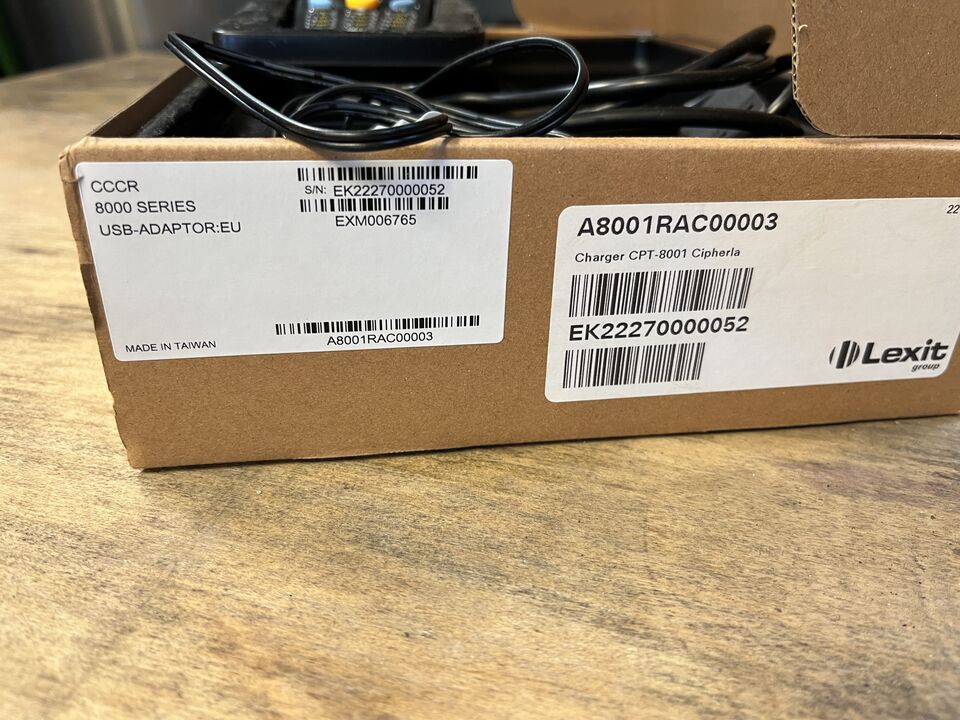 CCCR
8000 SERIES
USB-ADAPTOR:EU
S/N: EK22270000052
EXM006765
A8001RAC00003
MADE IN TAIWAN
22
A8001RAC00003
Charger CPT-8001 Cipherla
EK22270000052
Lexit
group